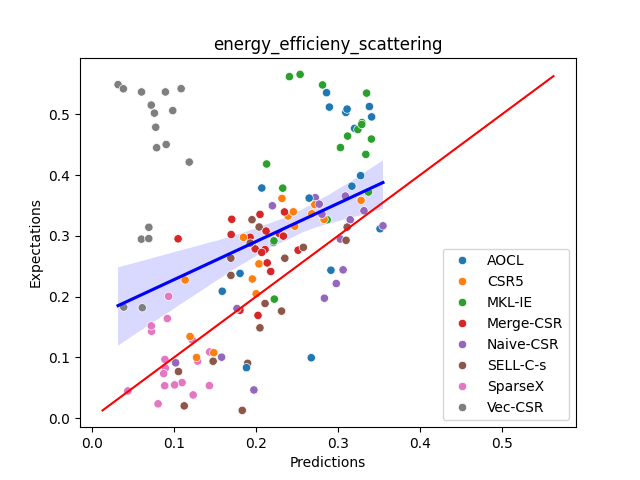 energy_efficieny_scattering
Expectations
0.5
0.4
0.3
0.2
0.1
0.0
0.0 0.1 0.2 0.3 0.4 0.5
Predictions
AOCL
CSR5
MKL-IE
Merge-CSR
Naive-CSR
SELL-C-s
SparseX
Vec-CSR